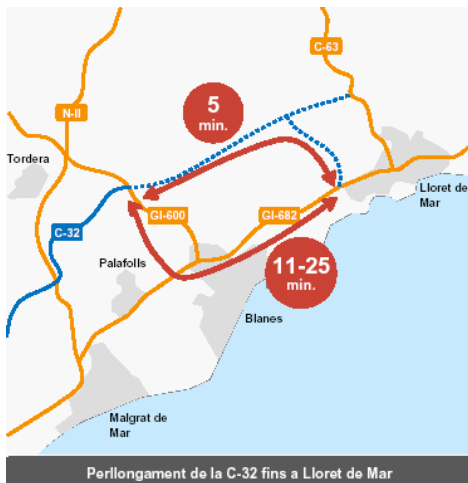 C-63
5
min.
N-II
Tordera
Lloret de
Mar
GI-600
GI-682
C-32
Palafolls
11-25
min.
Blanes
Malgrat de
Mar
Perllongament de la C-32 fins a Lloret de Mar